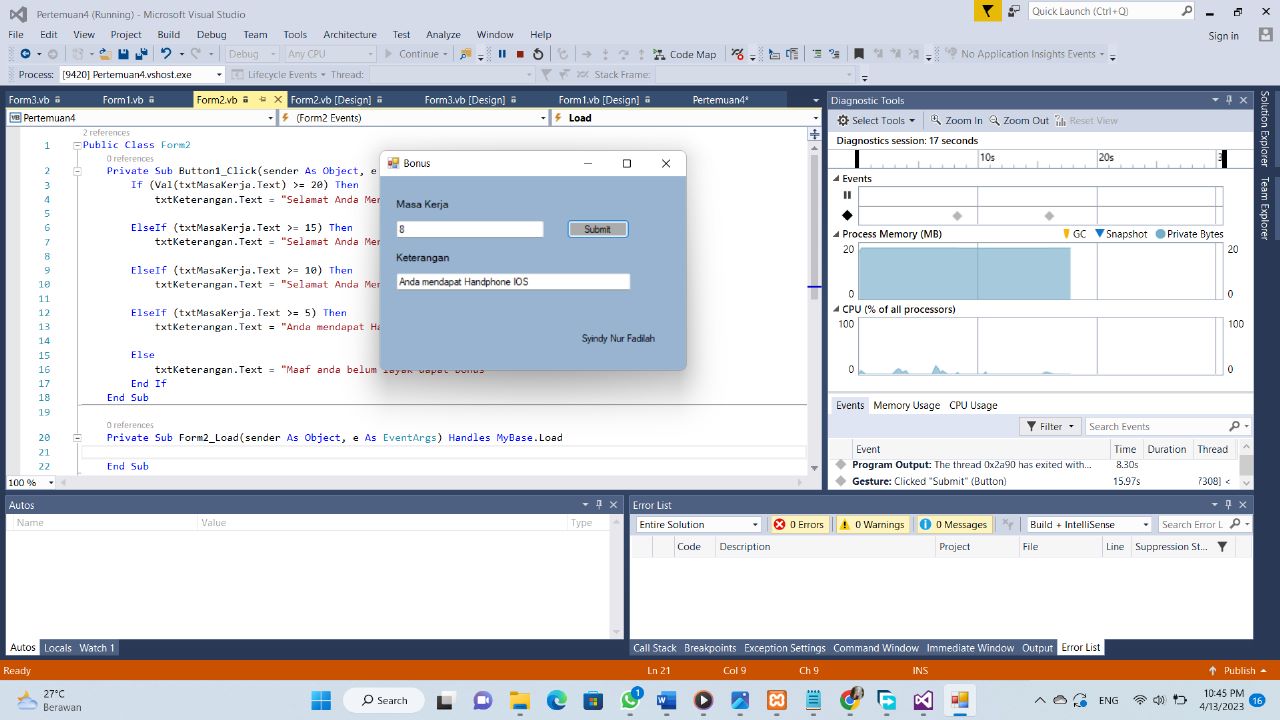 Pertemuan4 (Running) - Microsoft Visual Studio
Quick Launch (Ctrl+Q)
File Edit View Project Build Debug Team Tools Architecture Test Analyze Window Help
Sign in
Debug Any CPU Continue Code Map No Application Insights Events
Process: [9420] Pertemuan4.vshost.exe Lifecycle Events Thread: Stack Frame:
Form3.vb Form1.vb Form2.vb Form2.vb [Design] Form3.vb [Design] Form1.vb [Design] Pertemuan4*
Pertemuan4 (Form2 Events) Load
2 references
1 Public Class Form2
0 references
2 Private Sub Button1_Click(sender As Object, e
3 If (Val(txtMasaKerja.Text) >= 20) Then
4 txtKeterangan.Text = "Selamat Anda Me
5
6 ElseIf (txtMasaKerja.Text >= 15) Then
7 txtKeterangan.Text = "Selamat Anda Me
8
9 ElseIf (txtMasaKerja.Text >= 10) Then
10 txtKeterangan.Text = "Selamat Anda Me
11
12 ElseIf (txtMasaKerja.Text >= 5) Then
13 txtKeterangan.Text = "Anda mendapat Ha
14
15 Else
16 txtKeterangan.Text = "Maaf anda belum layak dapat bonus"
17 End If
18 End Sub
19
0 references
20 Private Sub Form2_Load(sender As Object, e As EventArgs) Handles MyBase.Load
21
22 End Sub
100 %
Bonus
Masa Kerja
8 Submit
Keterangan
Anda mendapat Handphone IOS
Syindy Nur Fadilah
Diagnostic Tools
Select Tools Zoom In Zoom Out Reset View
Diagnostics session: 17 seconds
10s 20s 3
Events
Process Memory (MB) GC Snapshot Private Bytes
20 20
0 0
CPU (% of all processors)
100 100
0 0
Events Memory Usage CPU Usage
Filter Search Events
Event Time Duration Thread
Program Output: The thread 0x2a90 has exited with... 8.30s
Gesture: Clicked "Submit" (Button) 15.97s ?308] <
Solution Explorer
Team Explorer
Autos
Name Value Type
Autos Locals Watch 1
Error List
Entire Solution 0 Errors 0 Warnings 0 Messages Build + IntelliSense Search Error L
Code Description Project File Line Suppression St...
Call Stack Breakpoints Exception Settings Command Window Immediate Window Output Error List
Ready Ln 21 Col 9 Ch 9 INS Publish
27°C
Berawan
Search
1
ENG
10:45 PM
4/13/2023
16